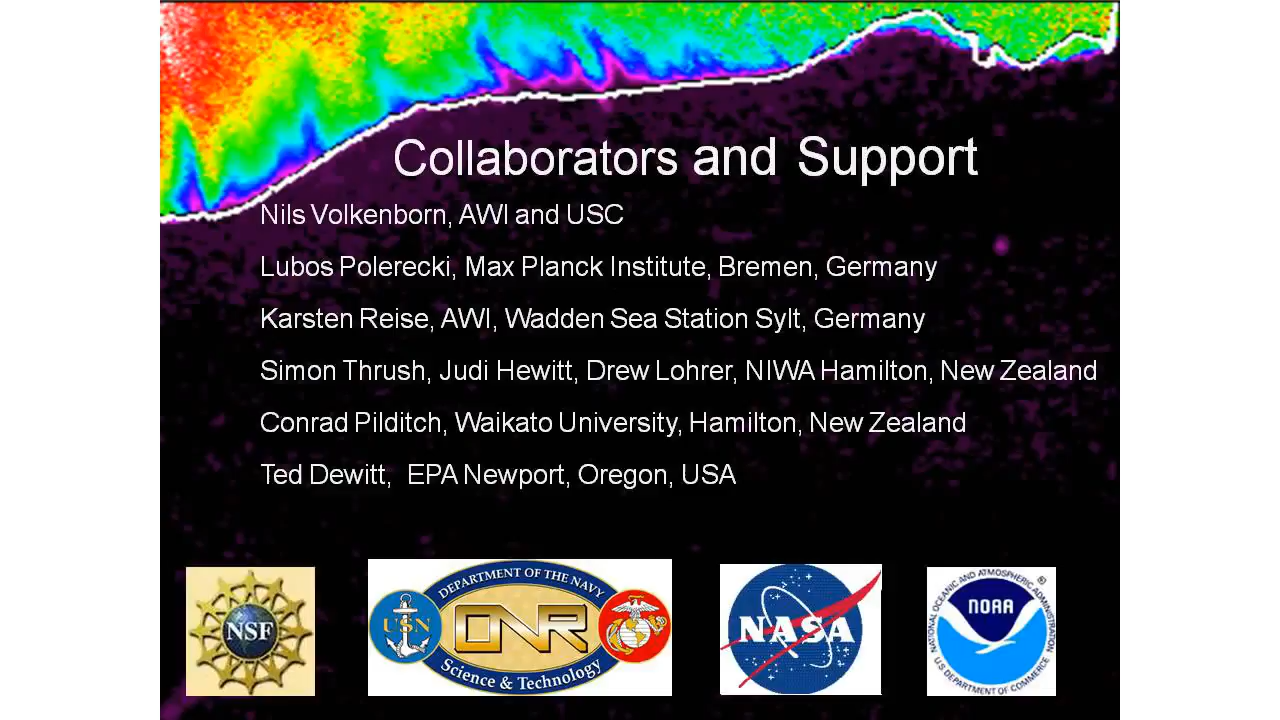 Collaborators and Support
Nils Volkenborn, AWI and USC
Lubos Polerecki, Max Planck Institute, Bremen, Germany
Karsten Reise, AWI, Wadden Sea Station Sylt, Germany
Simon Thrush, Judi Hewitt, Drew Lohrer, NIWA Hamilton, New Zealand
Conrad Pilditch, Waikato University, Hamilton, New Zealand
Ted Dewitt, EPA Newport, Oregon, USA
NSF
DEPARTMENT OF THE NAVY
USN
ONR
Science & Technology
NASA
NATIONAL OCEANIC AND ATMOSPHERIC ADMINISTRATION
NOAA
U.S. DEPARTMENT OF COMMERCE